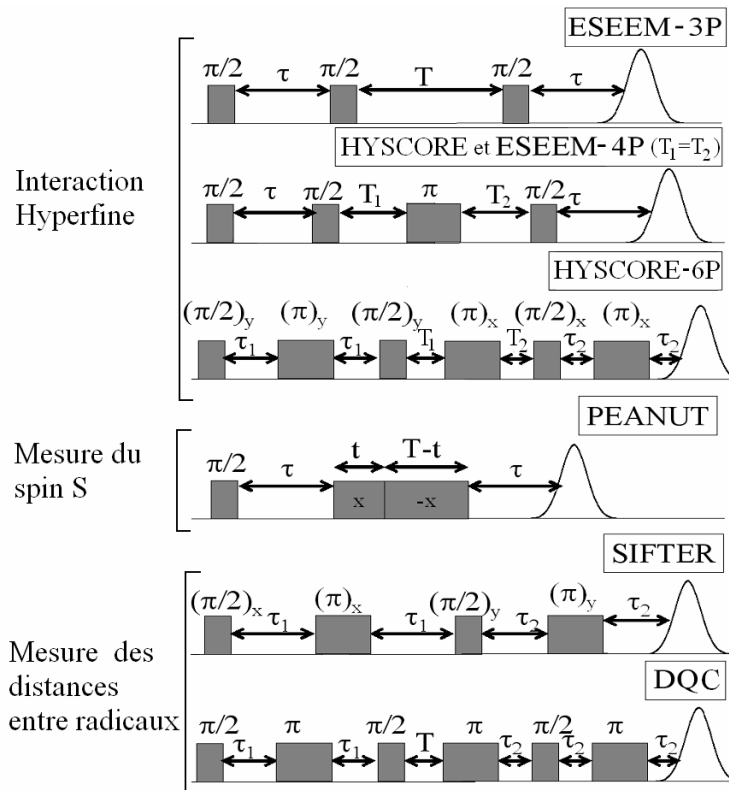 ESEEM-3P
π/2 τ π/2 T π/2 τ
HYSCORE et ESEEM-4P (T₁=T₂)
Interaction
Hyperfine
π/2 τ π/2 T₁ π T₂ π/2 τ
HYSCORE-6P
(π/2)y (π)y (π/2)y (π)x (π/2)x (π)x
τ₁ τ₁ T₁ T₂ τ₂ τ₂
PEANUT
Mesure du
spin S
t T-t
π/2 τ τ
x -x
SIFTER
(π/2)x (π)x (π/2)y (π)y
τ₁ τ₁ τ₂ τ₂
Mesure des
distances
entre radicaux
DQC
π/2 π π/2 π π/2 π
τ₁ τ₁ T τ₂ τ₂ τ₂